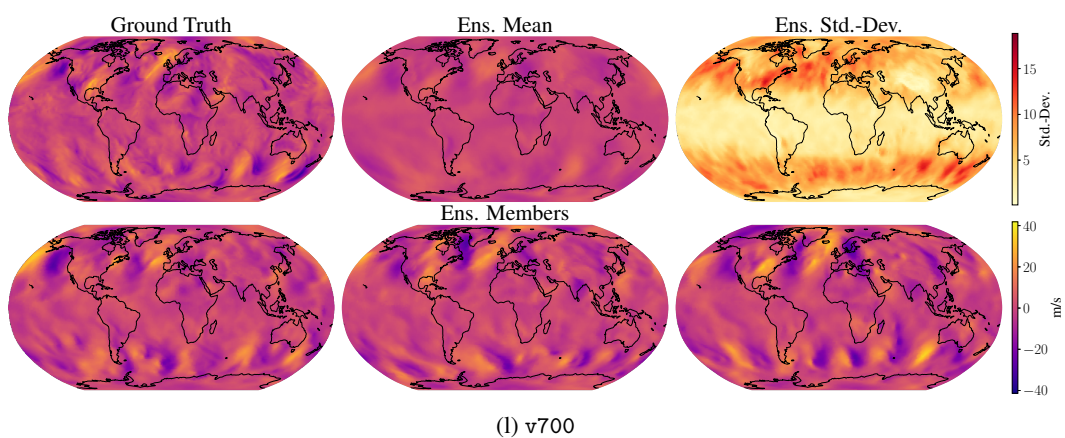 Ground Truth
Ens. Mean
Ens. Std.-Dev.
15
10
5
Std.-Dev.
Ens. Members
40
20
0
−20
−40
m/s
(l) v700